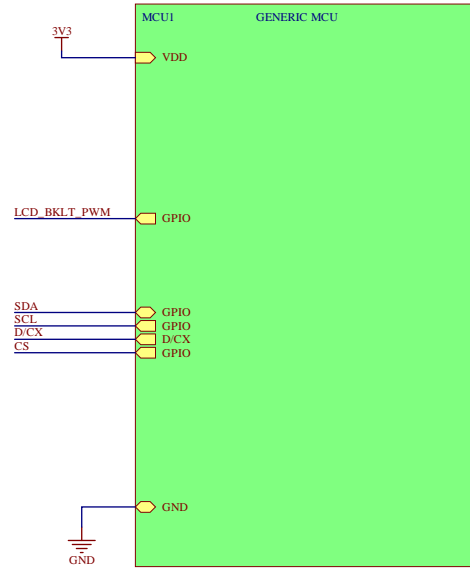 MCU1 GENERIC MCU
3V3
VDD
LCD_BKLT_PWM GPIO
SDA GPIO
SCL GPIO
D/CX D/CX
CS GPIO
GND
GND